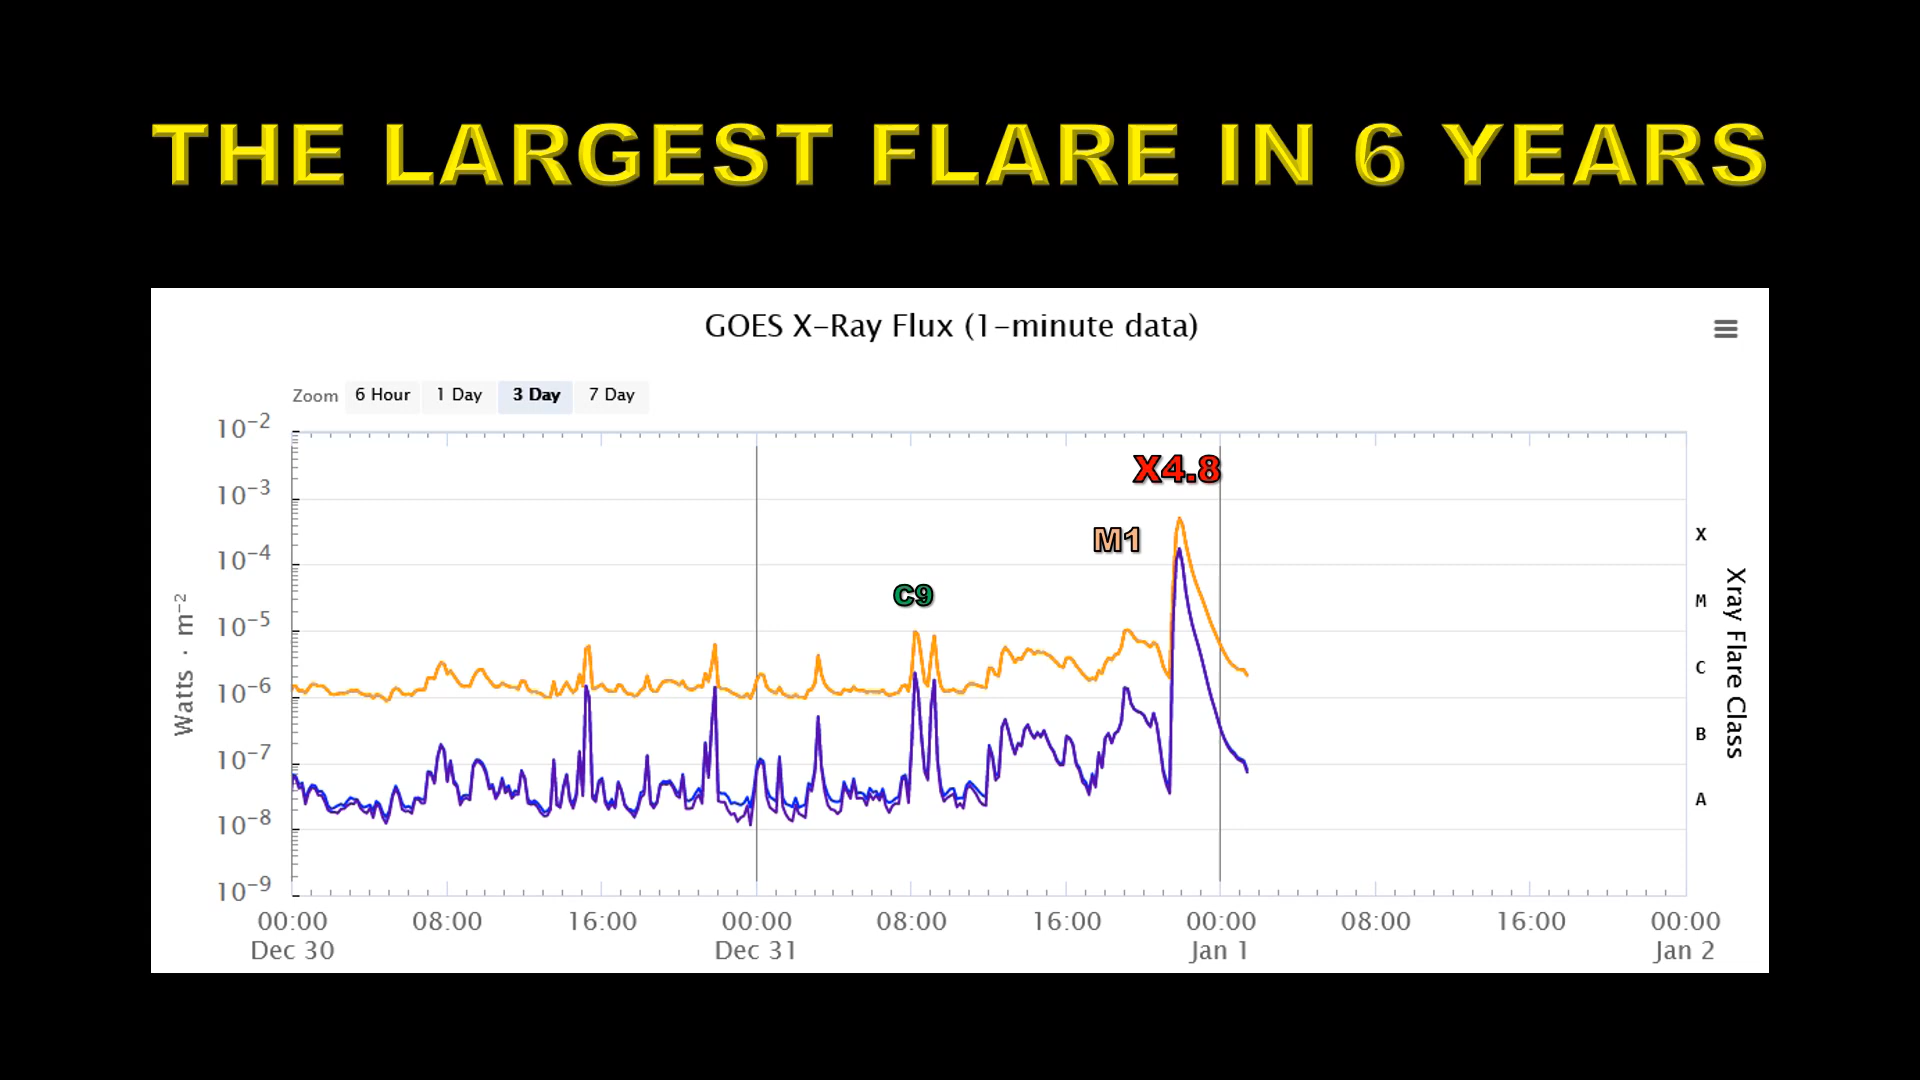 THE LARGEST FLARE IN 6 YEARS
GOES X-Ray Flux (1-minute data)
Zoom 6 Hour 1 Day 3 Day 7 Day
10⁻²
10⁻³
10⁻⁴
10⁻⁵
10⁻⁶
10⁻⁷
10⁻⁸
10⁻⁹
Watts · m⁻²
C9
M1
X4.8
X
M
C
B
A
Xray Flare Class
00:00 08:00 16:00 00:00 08:00 16:00 00:00 08:00 16:00 00:00
Dec 30 Dec 31 Jan 1 Jan 2